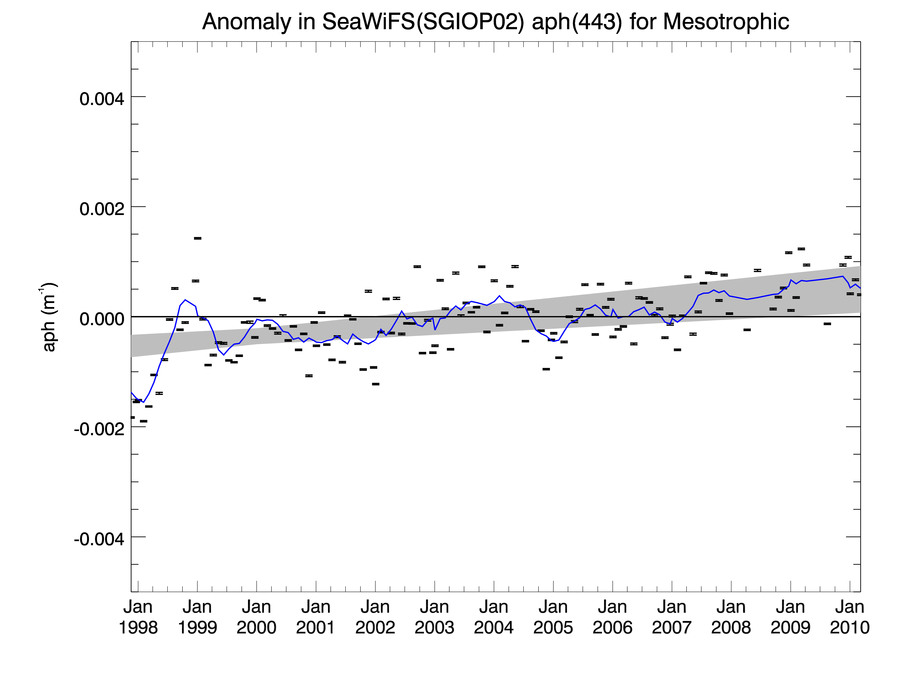 Anomaly in SeaWiFS(SGIOP02) aph(443) for Mesotrophic
0.004
0.002
0.000
-0.002
-0.004
aph (m⁻¹)
Jan Jan Jan Jan Jan Jan Jan Jan Jan Jan Jan Jan Jan
1998 1999 2000 2001 2002 2003 2004 2005 2006 2007 2008 2009 2010